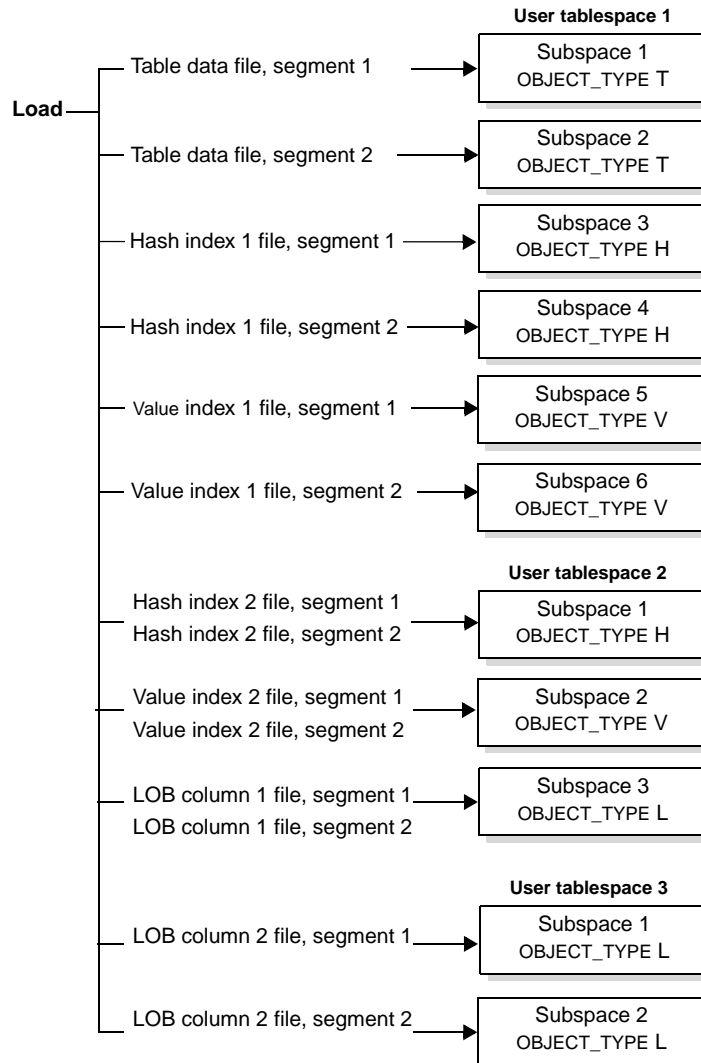 User tablespace 1
Load
Table data file, segment 1
Subspace 1
OBJECT_TYPE T
Table data file, segment 2
Subspace 2
OBJECT_TYPE T
Hash index 1 file, segment 1
Subspace 3
OBJECT_TYPE H
Hash index 1 file, segment 2
Subspace 4
OBJECT_TYPE H
Value index 1 file, segment 1
Subspace 5
OBJECT_TYPE V
Value index 1 file, segment 2
Subspace 6
OBJECT_TYPE V
User tablespace 2
Hash index 2 file, segment 1
Hash index 2 file, segment 2
Subspace 1
OBJECT_TYPE H
Value index 2 file, segment 1
Value index 2 file, segment 2
Subspace 2
OBJECT_TYPE V
LOB column 1 file, segment 1
LOB column 1 file, segment 2
Subspace 3
OBJECT_TYPE L
User tablespace 3
LOB column 2 file, segment 1
Subspace 1
OBJECT_TYPE L
LOB column 2 file, segment 2
Subspace 2
OBJECT_TYPE L